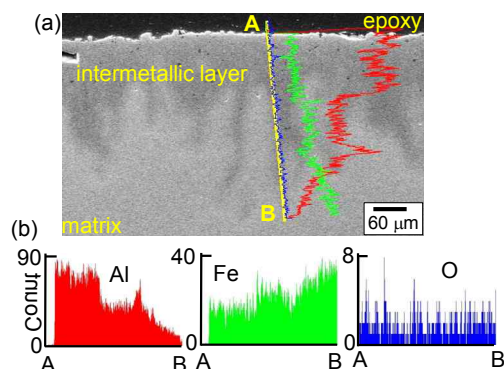 (a)
A
epoxy
intermetallic layer
B
matrix
60 μm
(b)
90
Al
Count
0
A
B
40
Fe
0
A
B
8
O
0
A
B